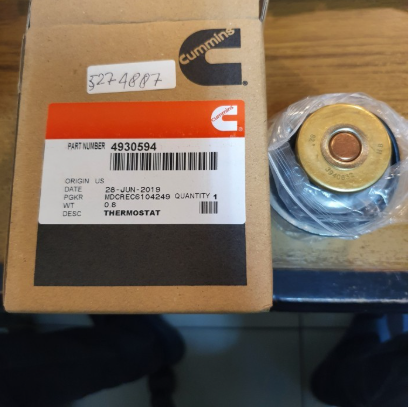 Cummins
5274887
Cummins
PART NUMBER 4930594
ORIGIN US
DATE 28-JUN-2019
PGKR MDCREC6104249 QUANTITY 1
WT 0.8
DESC THERMOSTAT